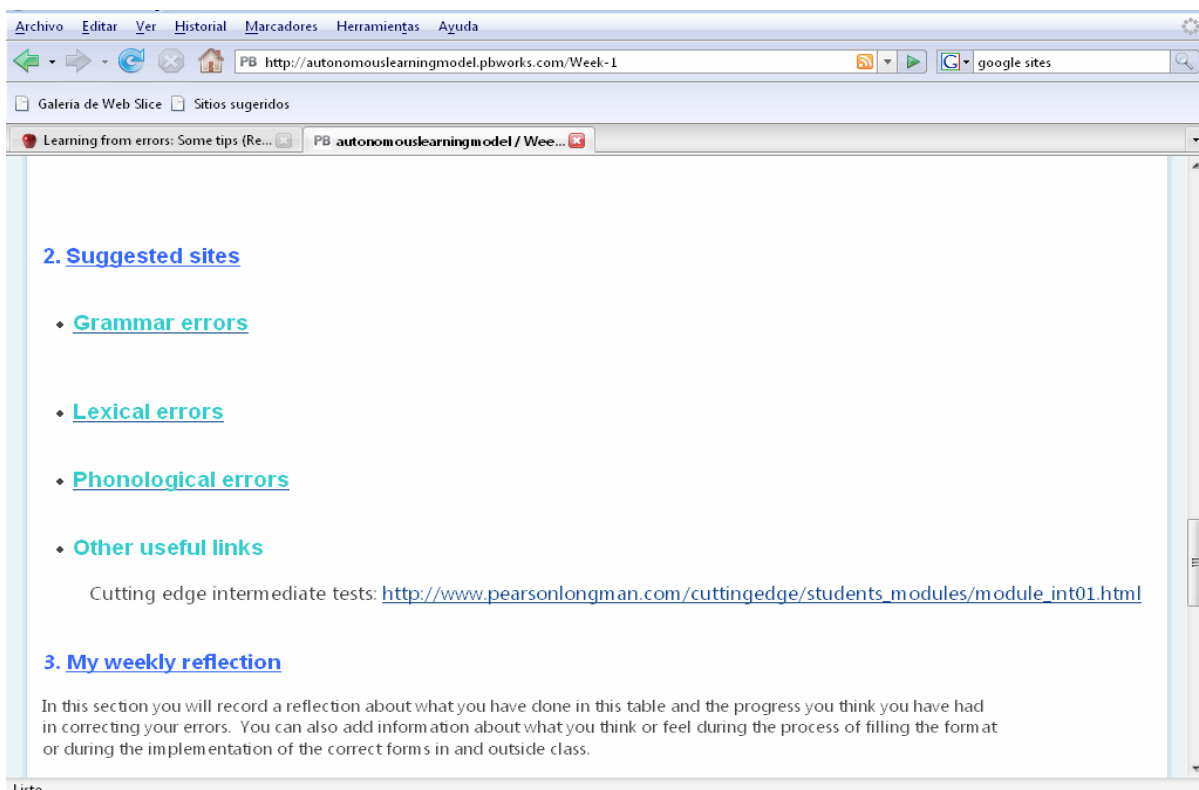 Archivo Editar Ver Historial Marcadores Herramientas Ayuda
PB http://autonomouslearningmodel.pbworks.com/Week-1 G google sites
Galería de Web Slice Sitios sugeridos
Learning from errors: Some tips (Re... PB autonomouslearningmodel / Wee...
2. Suggested sites
• Grammar errors
• Lexical errors
• Phonological errors
• Other useful links
Cutting edge intermediate tests: http://www.pearsonlongman.com/cuttingedge/students_modules/module_int01.html
3. My weekly reflection
In this section you will record a reflection about what you have done in this table and the progress you think you have had
in correcting your errors. You can also add information about what you think or feel during the process of filling the format
or during the implementation of the correct forms in and outside class.